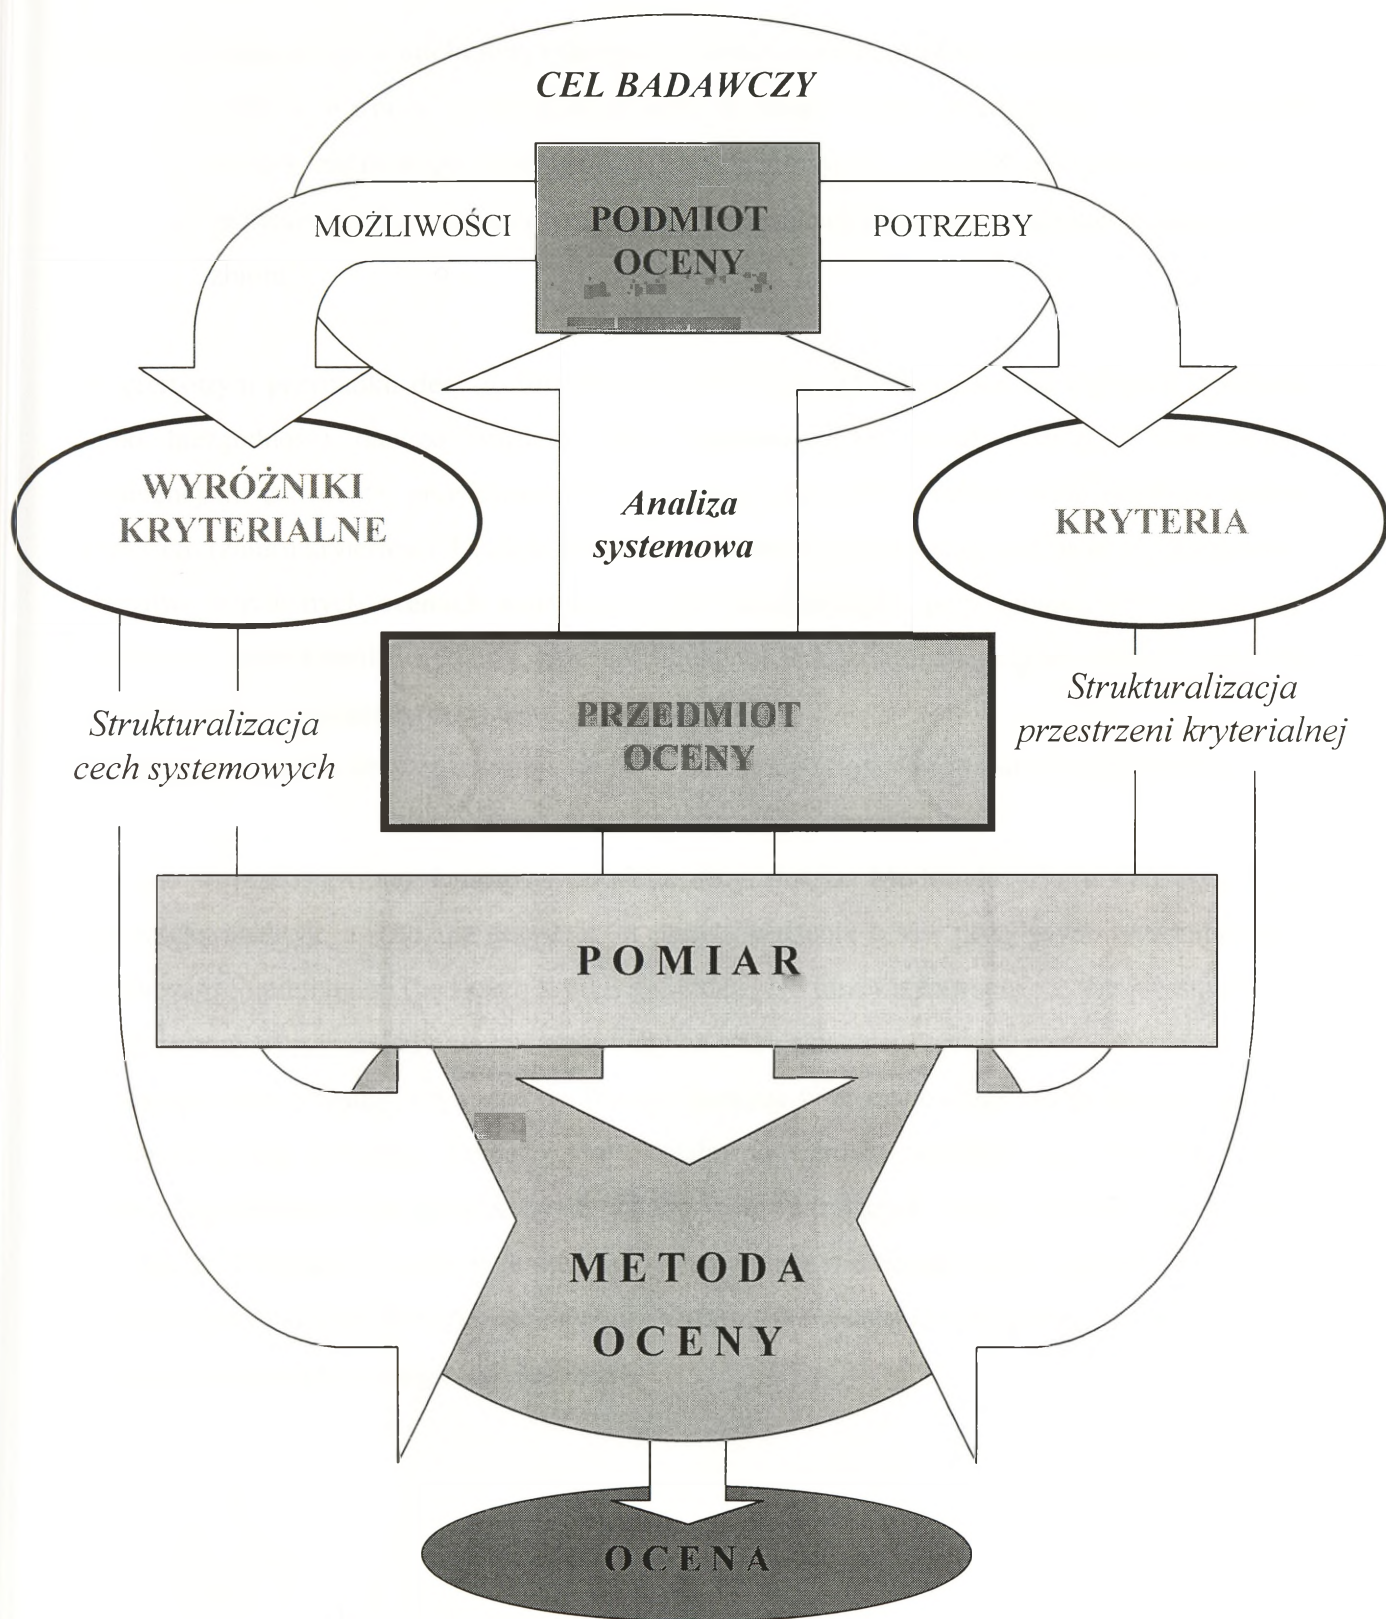 CEL BADAWCZY
MOŻLIWOŚCI
PODMIOT
OCENY
POTRZEBY
WYRÓŻNIKI
KRYTERIALNE
Analiza
systemowa
KRYTERIA
Strukturalizacja
cech systemowych
PRZEDMIOT
OCENY
Strukturalizacja
przestrzeni kryterialnej
POMIAR
METODA
OCENY
OCENA